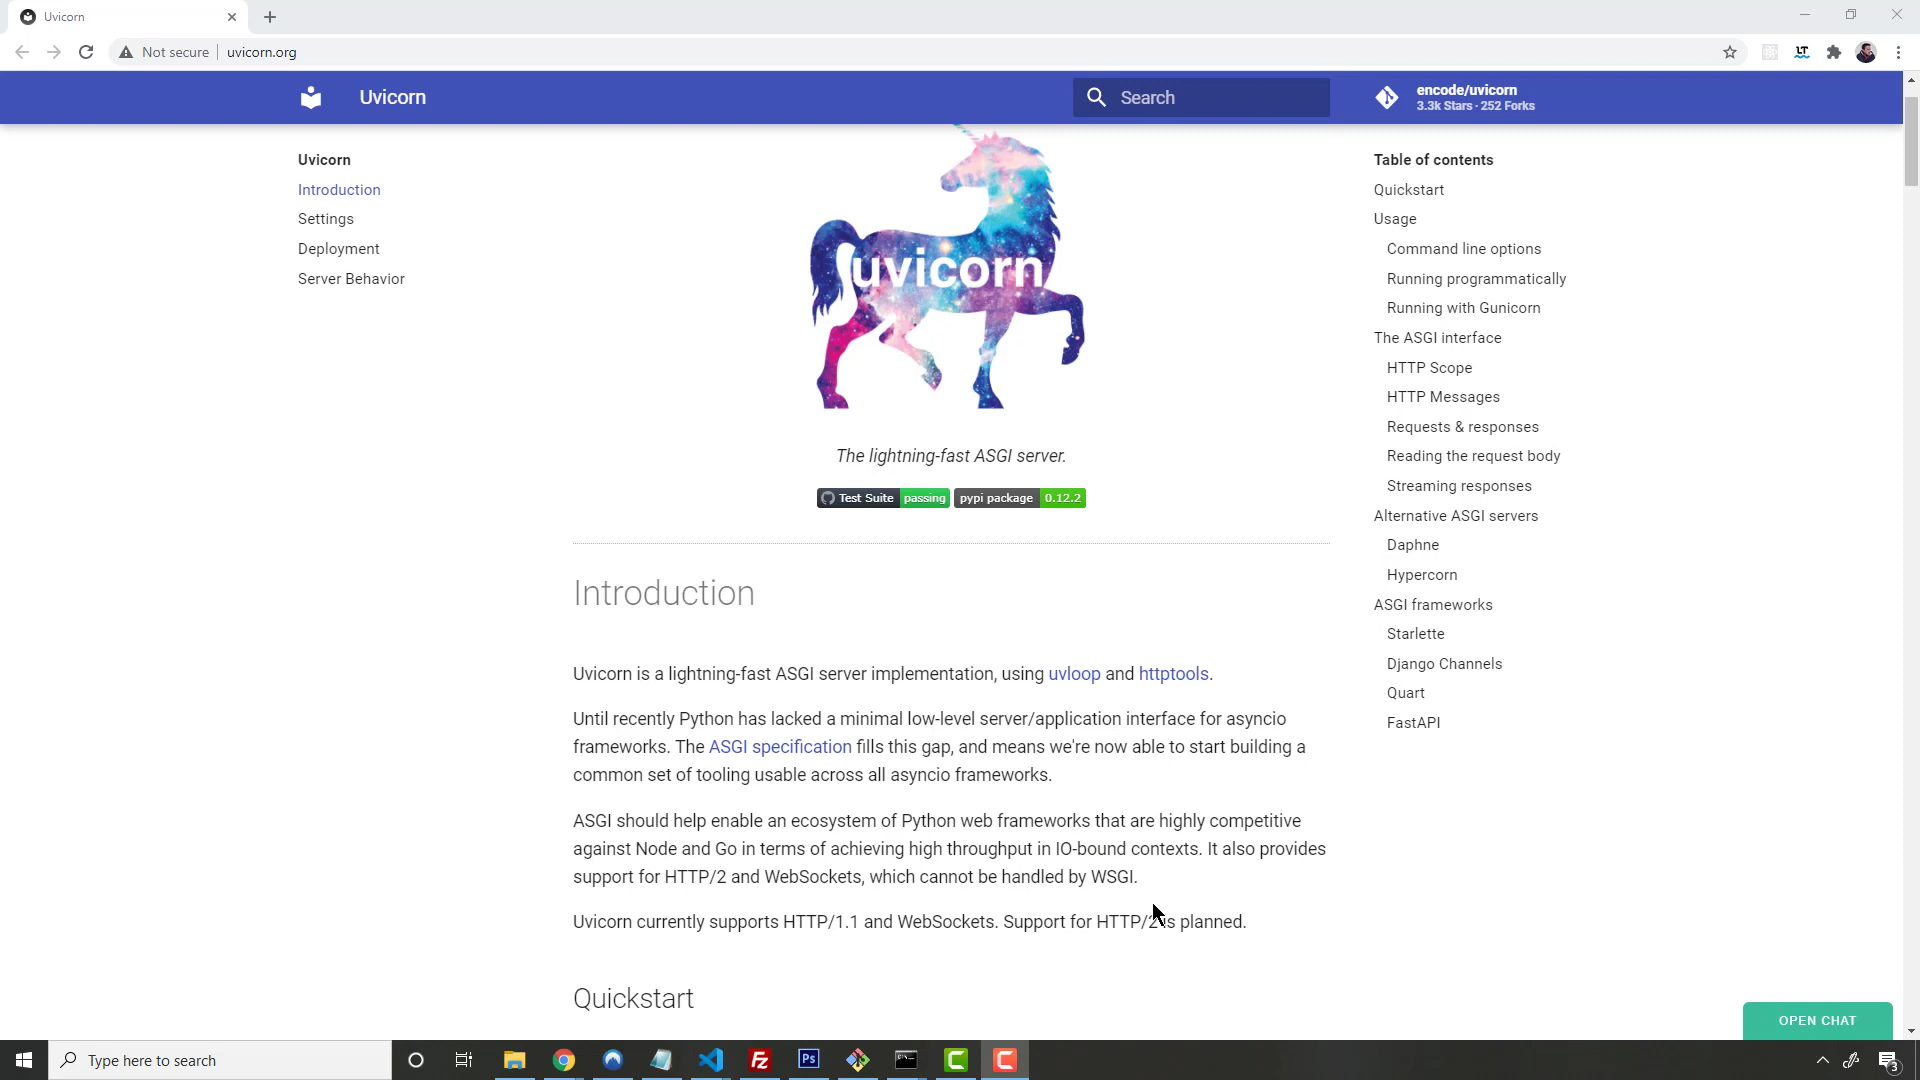 Uvicorn
Not secure
uvicorn.org
LT
Uvicorn
Search
encode/uvicorn
3.3k Stars · 252 Forks
Uvicorn
Introduction
Settings
Deployment
Server Behavior
uvicorn
The lightning-fast ASGI server.
Test Suite passing pypi package 0.12.2
Introduction
Uvicorn is a lightning-fast ASGI server implementation, using uvloop and httptools.
Until recently Python has lacked a minimal low-level server/application interface for asyncio
frameworks. The ASGI specification fills this gap, and means we're now able to start building a
common set of tooling usable across all asyncio frameworks.
ASGI should help enable an ecosystem of Python web frameworks that are highly competitive
against Node and Go in terms of achieving high throughput in IO-bound contexts. It also provides
support for HTTP/2 and WebSockets, which cannot be handled by WSGI.
Uvicorn currently supports HTTP/1.1 and WebSockets. Support for HTTP/2 is planned.
Quickstart
Table of contents
Quickstart
Usage
Command line options
Running programmatically
Running with Gunicorn
The ASGI interface
HTTP Scope
HTTP Messages
Requests & responses
Reading the request body
Streaming responses
Alternative ASGI servers
Daphne
Hypercorn
ASGI frameworks
Starlette
Django Channels
Quart
FastAPI
OPEN CHAT
Type here to search
Fz
Ps
C
C
3